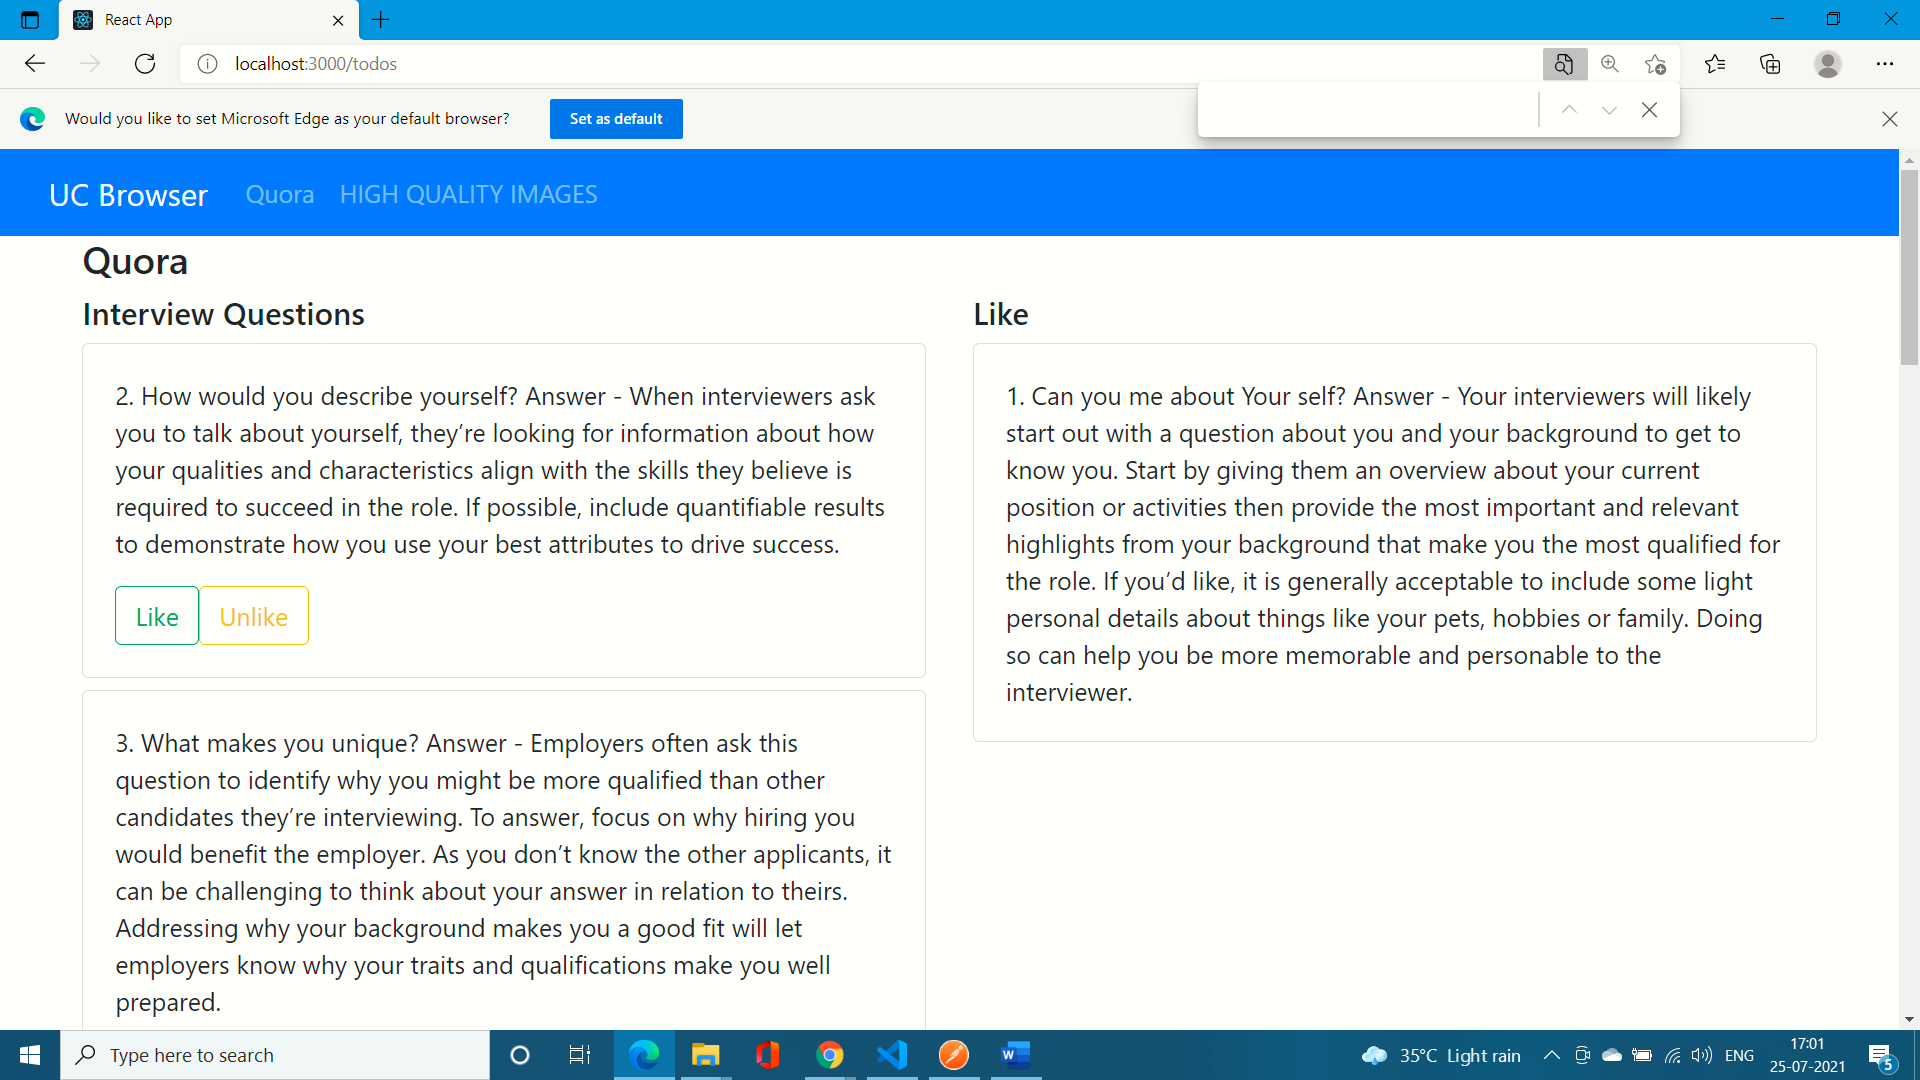 React App
localhost:3000/todos
Would you like to set Microsoft Edge as your default browser?
Set as default
UC Browser
Quora
HIGH QUALITY IMAGES
Quora
Interview Questions
2. How would you describe yourself? Answer - When interviewers ask
you to talk about yourself, they’re looking for information about how
your qualities and characteristics align with the skills they believe is
required to succeed in the role. If possible, include quantifiable results
to demonstrate how you use your best attributes to drive success.
Like
Unlike
3. What makes you unique? Answer - Employers often ask this
question to identify why you might be more qualified than other
candidates they’re interviewing. To answer, focus on why hiring you
would benefit the employer. As you don’t know the other applicants, it
can be challenging to think about your answer in relation to theirs.
Addressing why your background makes you a good fit will let
employers know why your traits and qualifications make you well
prepared.
Like
1. Can you me about Your self? Answer - Your interviewers will likely
start out with a question about you and your background to get to
know you. Start by giving them an overview about your current
position or activities then provide the most important and relevant
highlights from your background that make you the most qualified for
the role. If you’d like, it is generally acceptable to include some light
personal details about things like your pets, hobbies or family. Doing
so can help you be more memorable and personable to the
interviewer.
Type here to search
W
35°C Light rain
ENG
17:01
25-07-2021
5